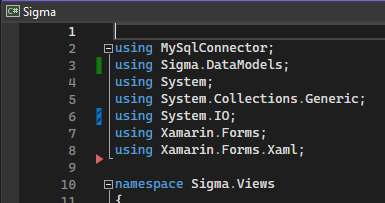 C# Sigma
1
2 using MySqlConnector;
3 using Sigma.DataModels;
4 using System;
5 using System.Collections.Generic;
6 using System.IO;
7 using Xamarin.Forms;
8 using Xamarin.Forms.Xaml;
9
10 namespace Sigma.Views
11 {